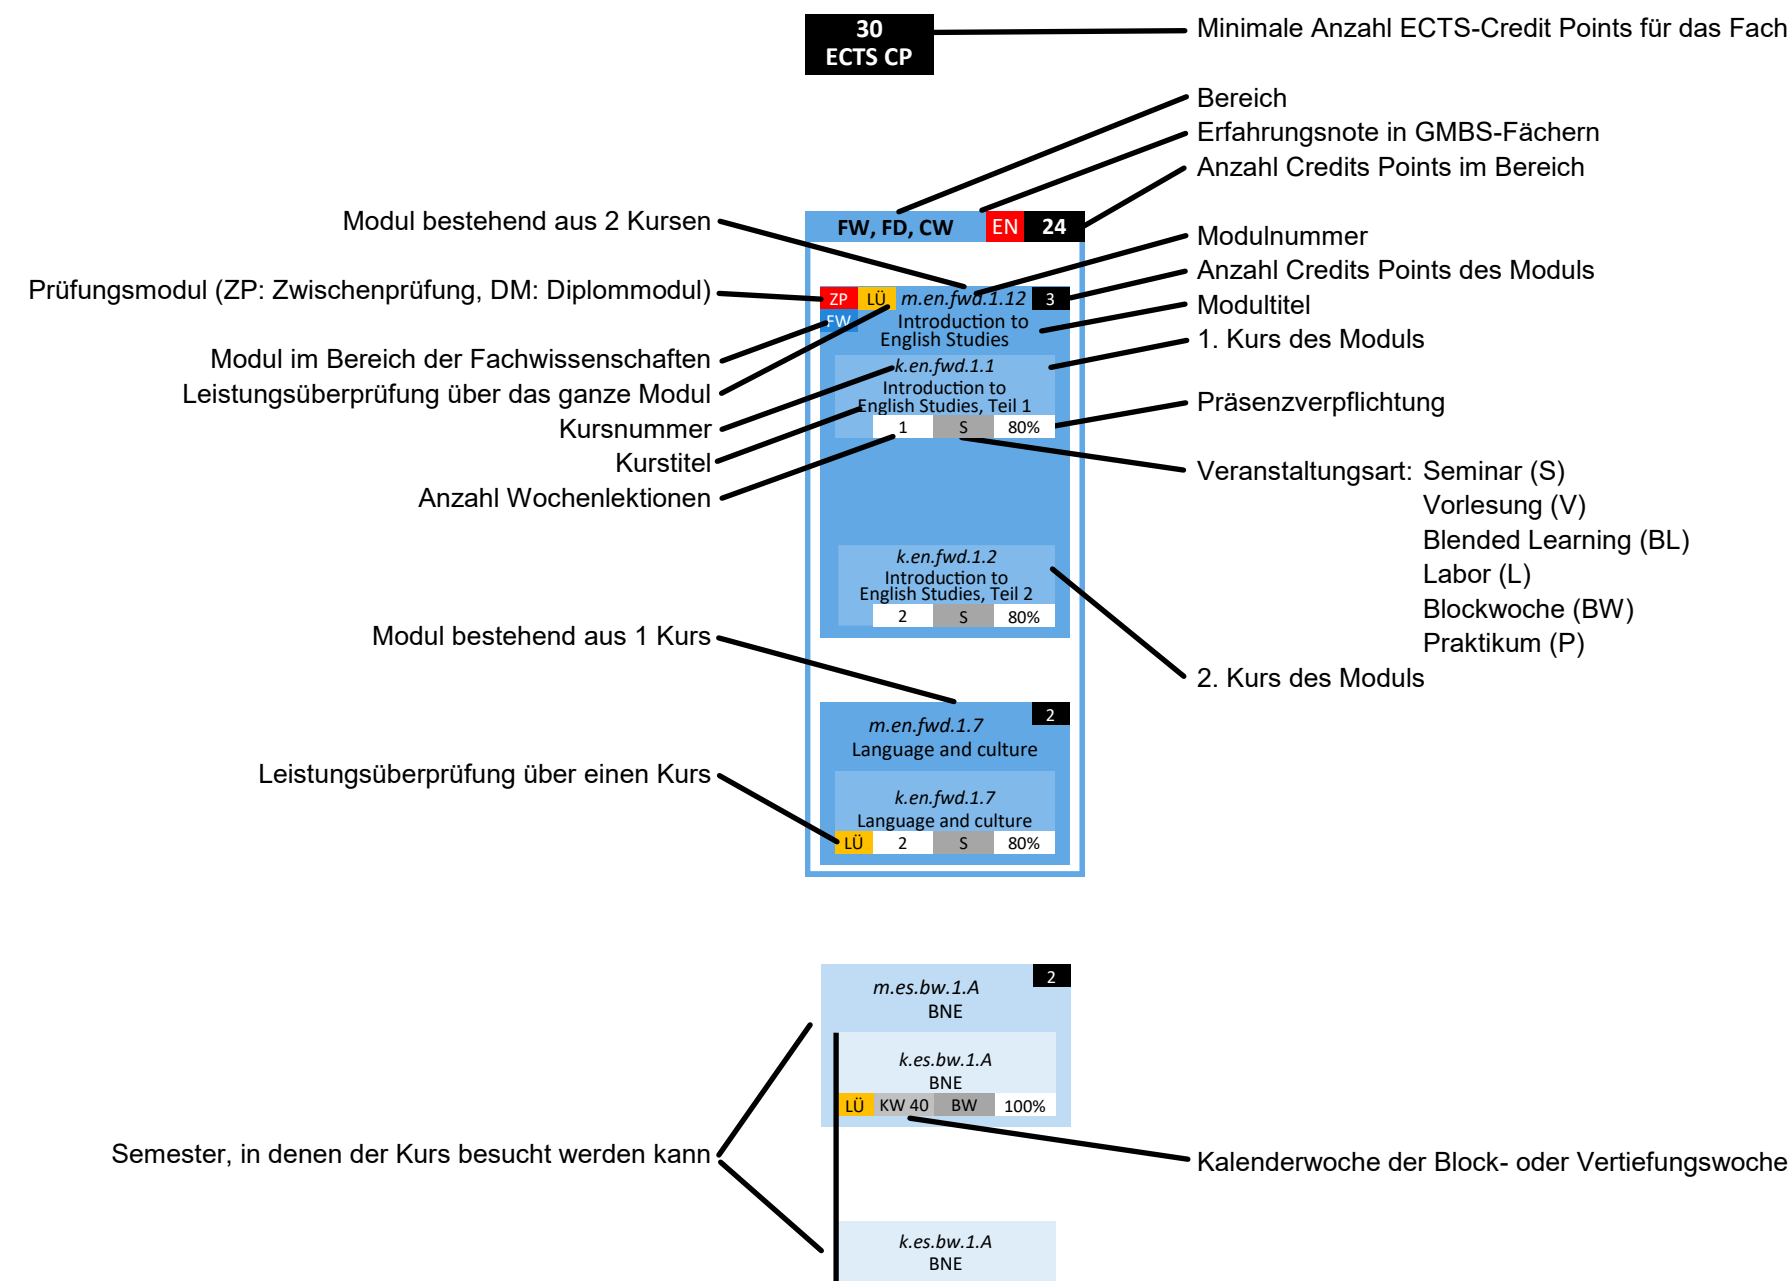 30
ECTS CP
Minimale Anzahl ECTS-Credit Points für das Fach
Bereich
Erfahrungsnote in GMBS-Fächern
Anzahl Credits Points im Bereich
Modul bestehend aus 2 Kursen
FW, FD, CW EN 24
Modulnummer
Anzahl Credits Points des Moduls
Prüfungsmodul (ZP: Zwischenprüfung, DM: Diplommodul)
ZP LÜ m.en.fwd.1.12 3
Modultitel
FW Introduction to
English Studies
1. Kurs des Moduls
Modul im Bereich der Fachwissenschaften
k.en.fwd.1.1
Leistungsüberprüfung über das ganze Modul
Introduction to
English Studies, Teil 1
Präsenzverpflichtung
Kursnummer
1 S 80%
Kurstitel
Veranstaltungsart: Seminar (S)
Anzahl Wochenlektionen
Vorlesung (V)
Blended Learning (BL)
Labor (L)
Blockwoche (BW)
Praktikum (P)
k.en.fwd.1.2
Introduction to
English Studies, Teil 2
2 S 80%
Modul bestehend aus 1 Kurs
2. Kurs des Moduls
m.en.fwd.1.7 2
Language and culture
Leistungsüberprüfung über einen Kurs
k.en.fwd.1.7
Language and culture
LÜ 2 S 80%
m.es.bw.1.A 2
BNE
k.es.bw.1.A
BNE
LÜ KW 40 BW 100%
Semester, in denen der Kurs besucht werden kann
Kalenderwoche der Block- oder Vertiefungswoche
k.es.bw.1.A
BNE